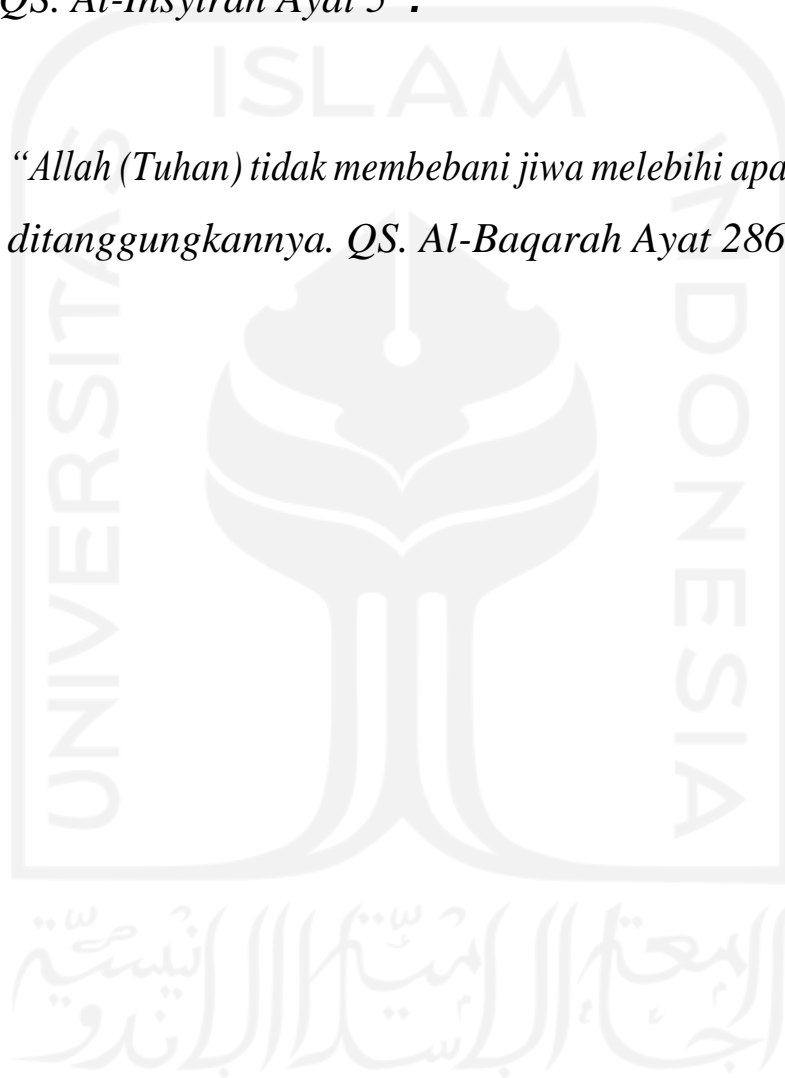 QS. Al-Insyirah Ayat 5".
ISLAM
"Allah (Tuhan) tidak membebani jiwa melebihi apa
ditanggungkannya. QS. Al-Baqarah Ayat 286
UNIVERSITAS
INDONESIA